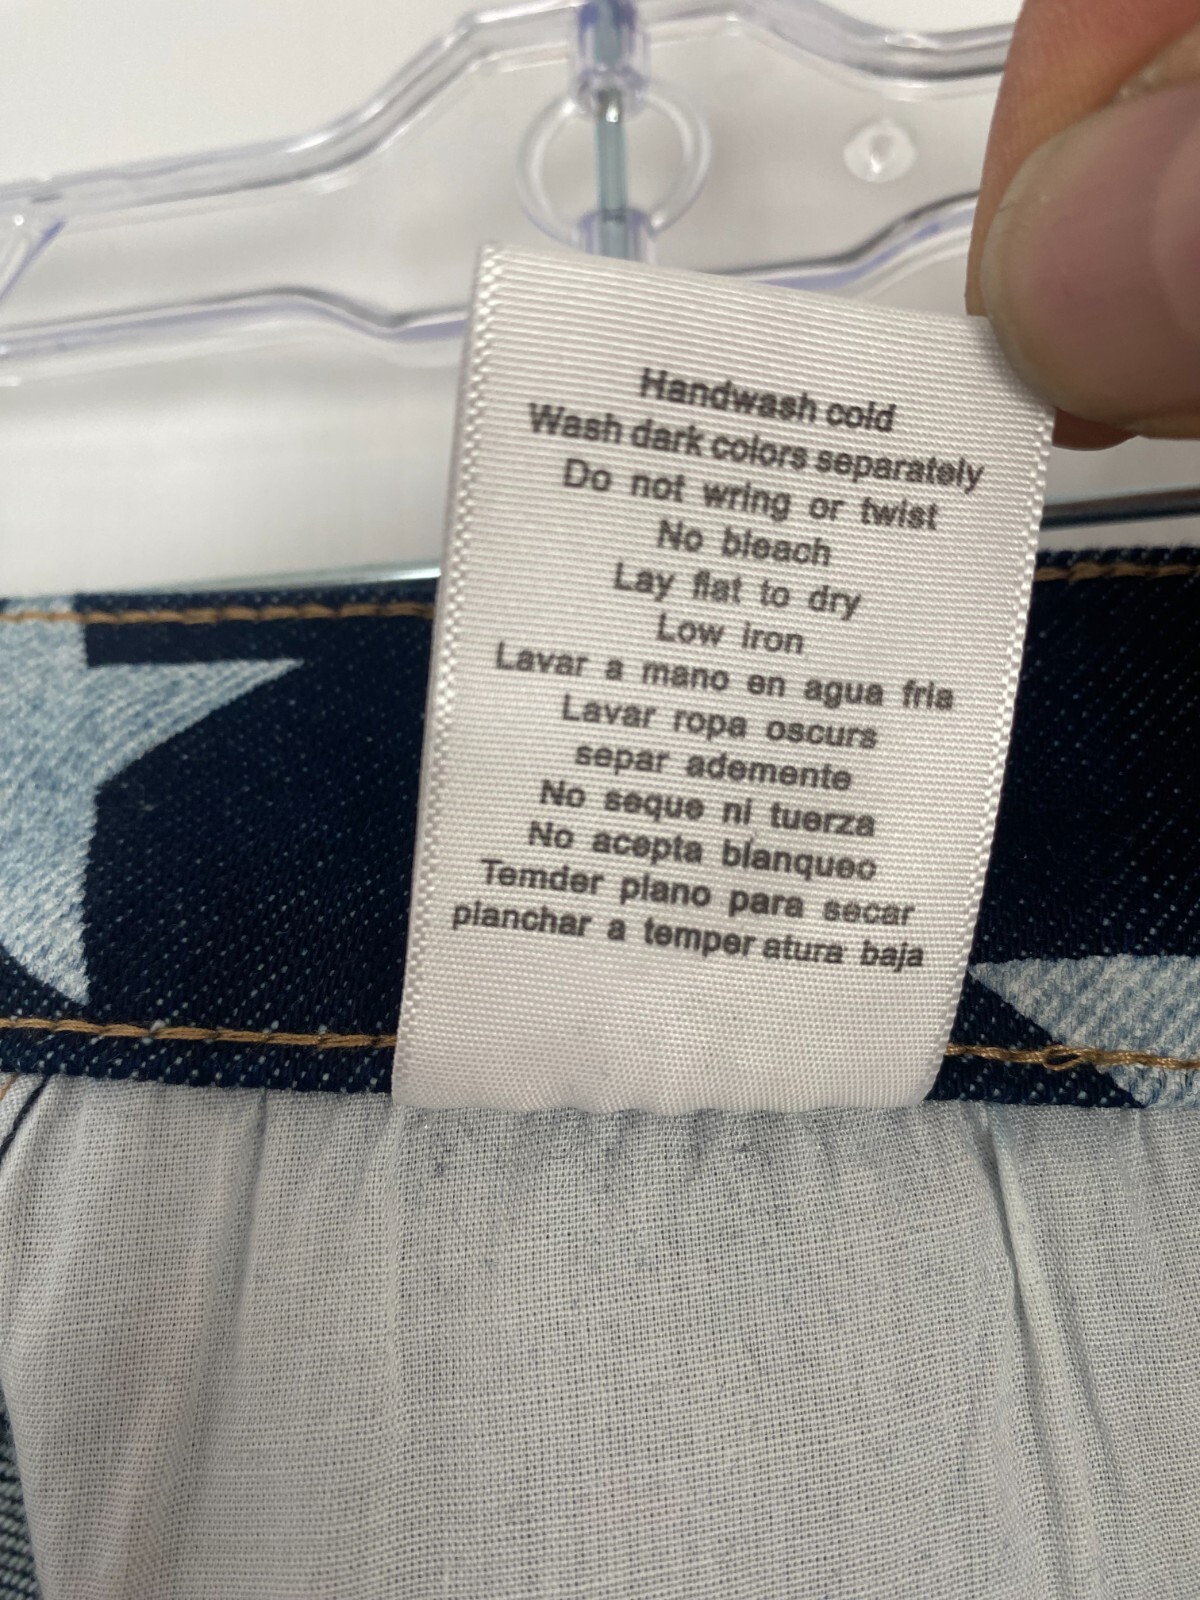 Handwash cold
Wash dark colors separately
Do not wring or twist
No bleach
Lay flat to dry
Low iron
Lavar a mano en agua fria
Lavar ropa oscurs
separ ademente
No seque ni tuerza
No acepta blanqueo
Temder plano para secar
planchar a temper atura baja